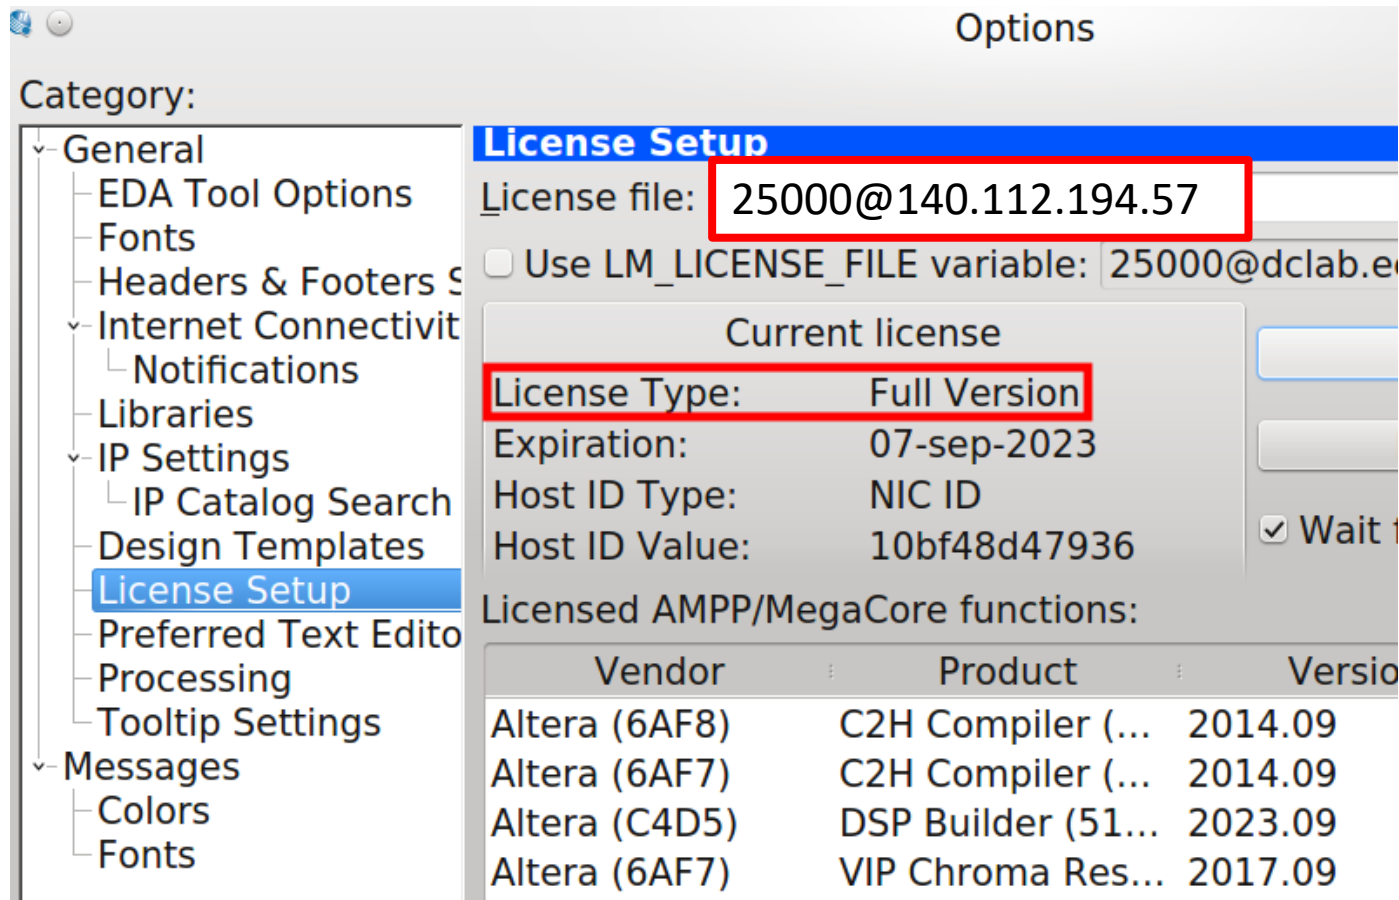 Options
Category:
General
EDA Tool Options
Fonts
Headers & Footers S
Internet Connectivit
Notifications
Libraries
IP Settings
IP Catalog Search
Design Templates
License Setup
Preferred Text Edito
Processing
Tooltip Settings
Messages
Colors
Fonts
License Setup
License file: 25000@140.112.194.57
Use LM_LICENSE_FILE variable: 25000@dclab.e
Current license
License Type: Full Version
Expiration: 07-sep-2023
Host ID Type: NIC ID
Host ID Value: 10bf48d47936
Wait f
Licensed AMPP/MegaCore functions:
Vendor Product Versio
Altera (6AF8) C2H Compiler (... 2014.09
Altera (6AF7) C2H Compiler (... 2014.09
Altera (C4D5) DSP Builder (51... 2023.09
Altera (6AF7) VIP Chroma Res... 2017.09